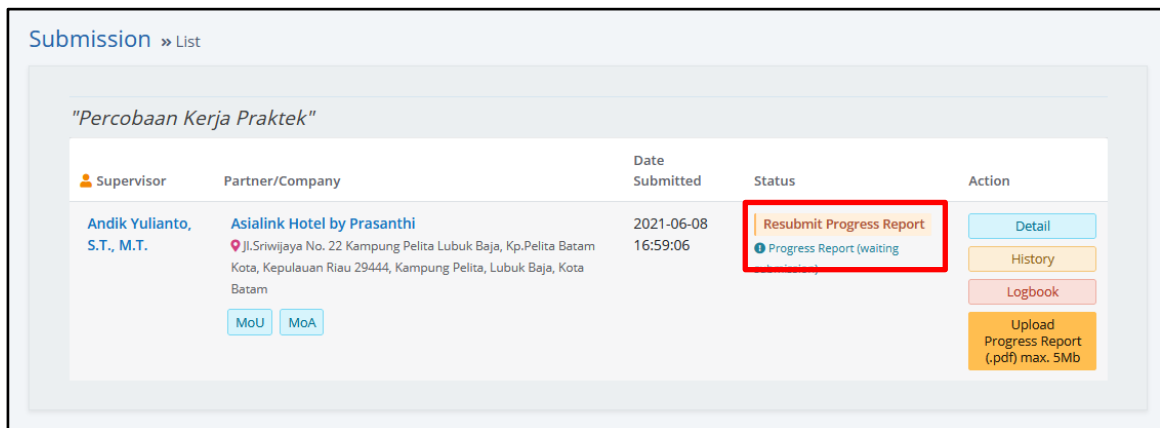 Submission » List
"Percobaan Kerja Praktek"
Supervisor
Partner/Company
Date
Submitted
Status
Action
Andik Yulianto,
S.T., M.T.
Asialink Hotel by Prasanthi
Jl.Sriwijaya No. 22 Kampung Pelita Lubuk Baja, Kp.Pelita Batam
Kota, Kepulauan Riau 29444, Kampung Pelita, Lubuk Baja, Kota
Batam
MoU
MoA
2021-06-08
16:59:06
Resubmit Progress Report
Progress Report (waiting
submission)
Detail
History
Logbook
Upload
Progress Report
(.pdf) max. 5Mb